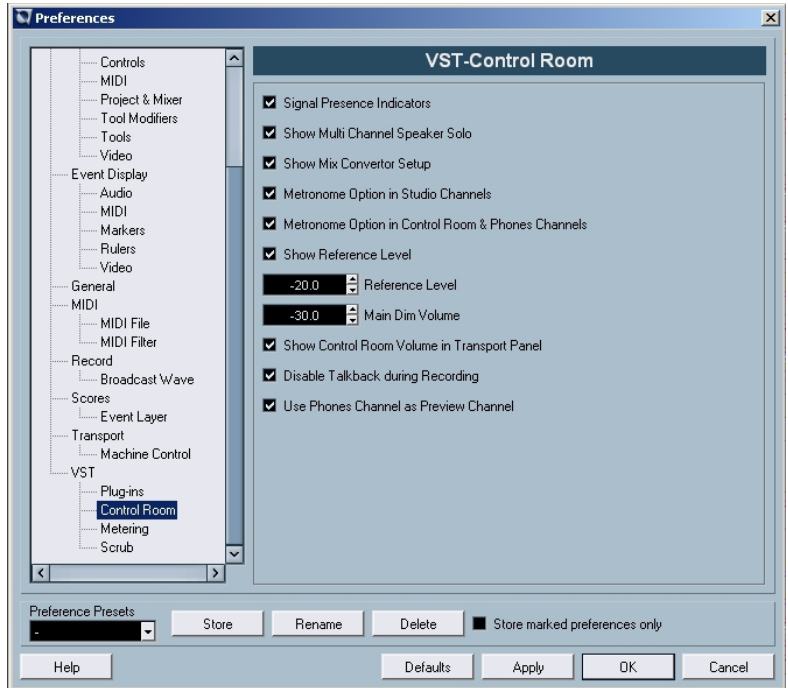 Preferences
Controls
MIDI
Project & Mixer
Tool Modifiers
Tools
Video
Event Display
Audio
MIDI
Markers
Rulers
Video
General
MIDI
MIDI File
MIDI Filter
Record
Broadcast Wave
Scores
Event Layer
Transport
Machine Control
VST
Plug-ins
Control Room
Metering
Scrub
VST-Control Room
Signal Presence Indicators
Show Multi Channel Speaker Solo
Show Mix Convertor Setup
Metronome Option in Studio Channels
Metronome Option in Control Room & Phones Channels
Show Reference Level
-20.0 Reference Level
-30.0 Main Dim Volume
Show Control Room Volume in Transport Panel
Disable Talkback during Recording
Use Phones Channel as Preview Channel
Preference Presets
- Store Rename Delete Store marked preferences only
Help Defaults Apply OK Cancel